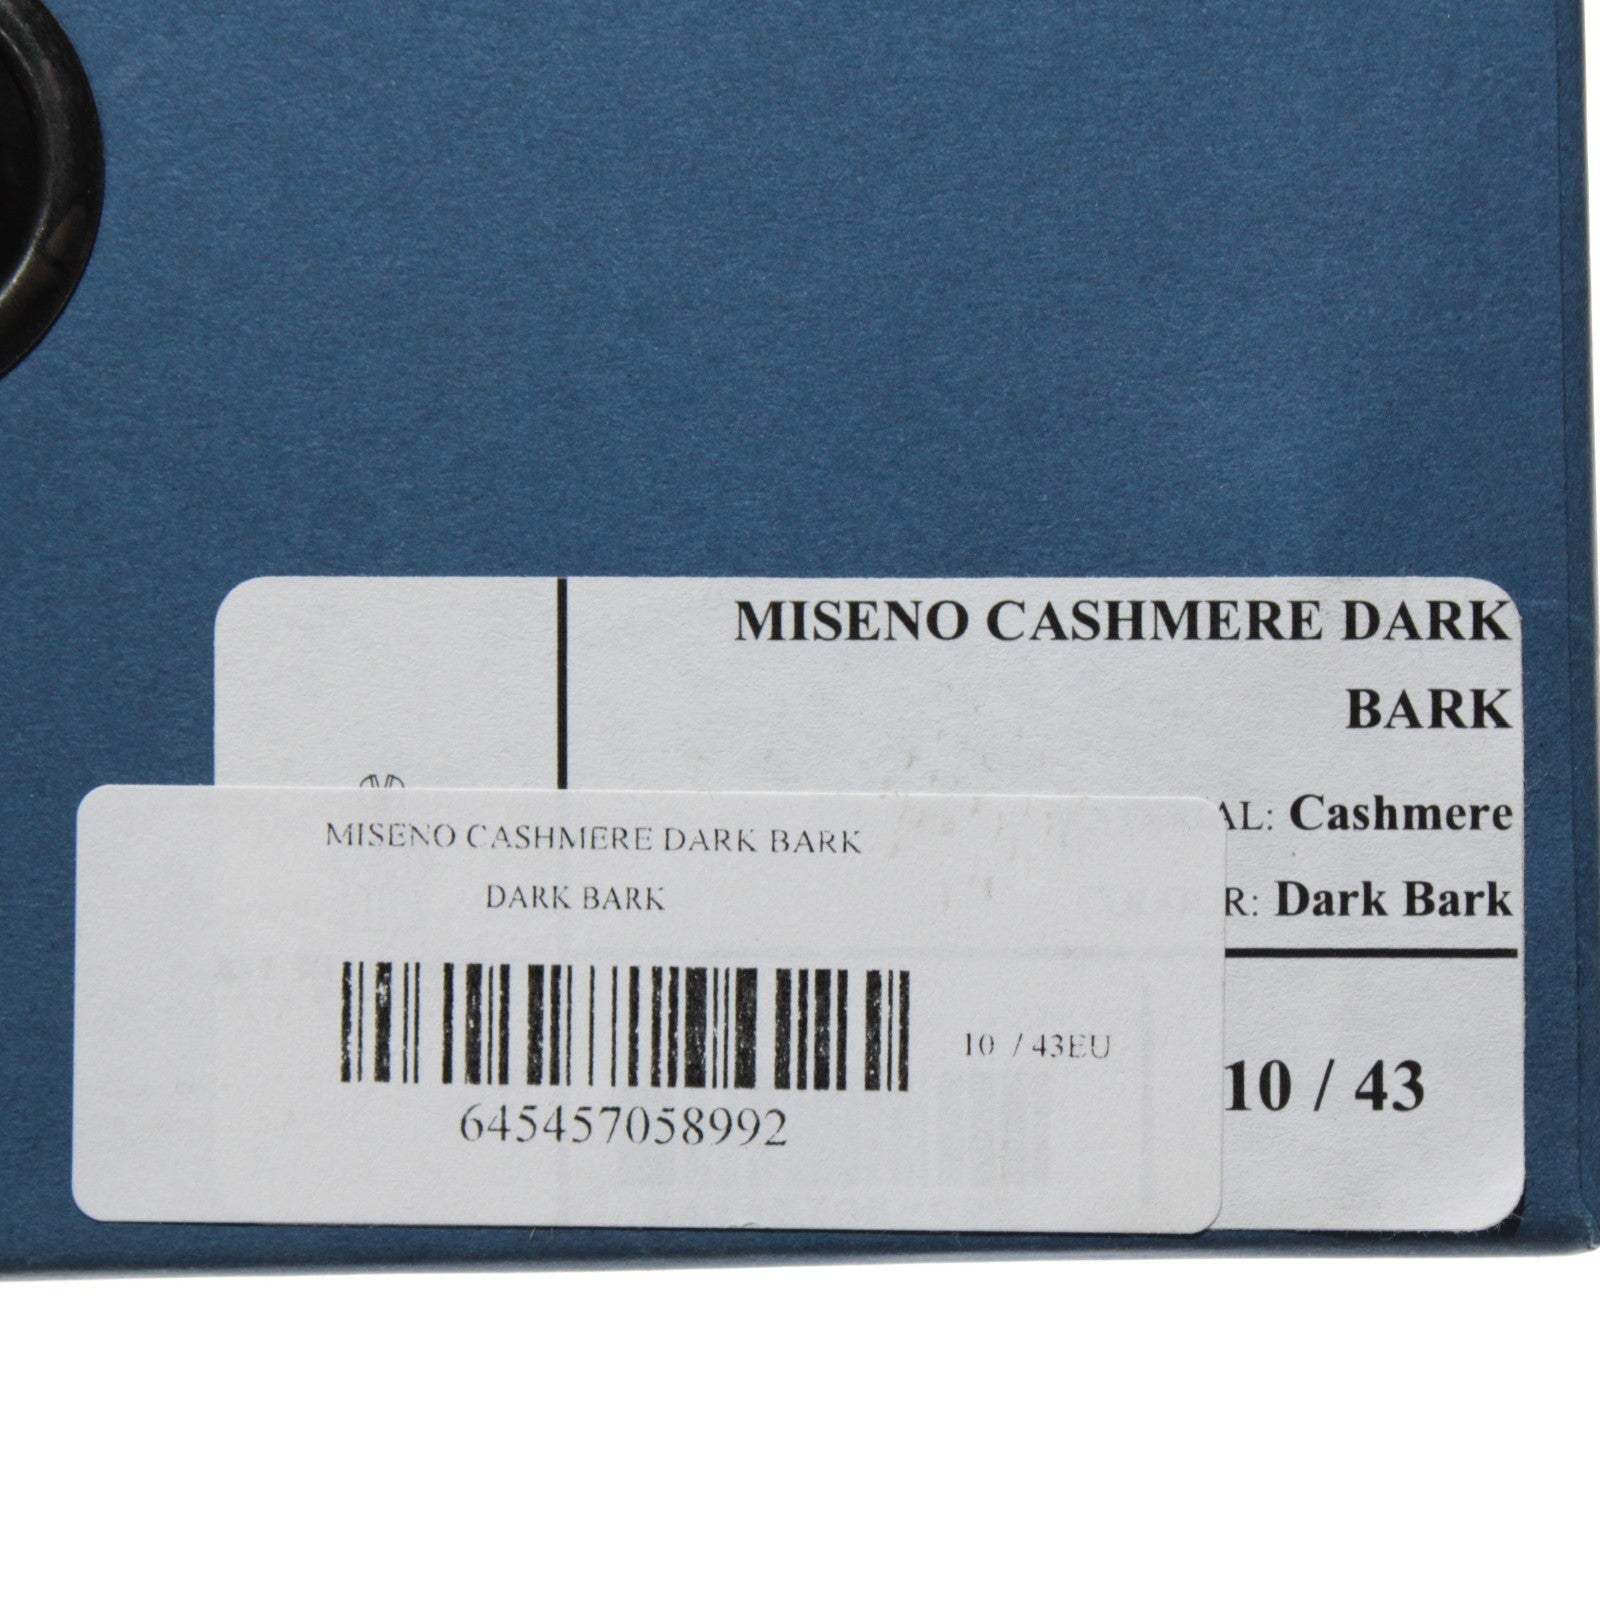 MISENO CASHMERE DARK
BARK
AL: Cashmere
R: Dark Bark
10 / 43
MISENO CASHMERE DARK BARK
DARK BARK
10 / 43EU
645457058992